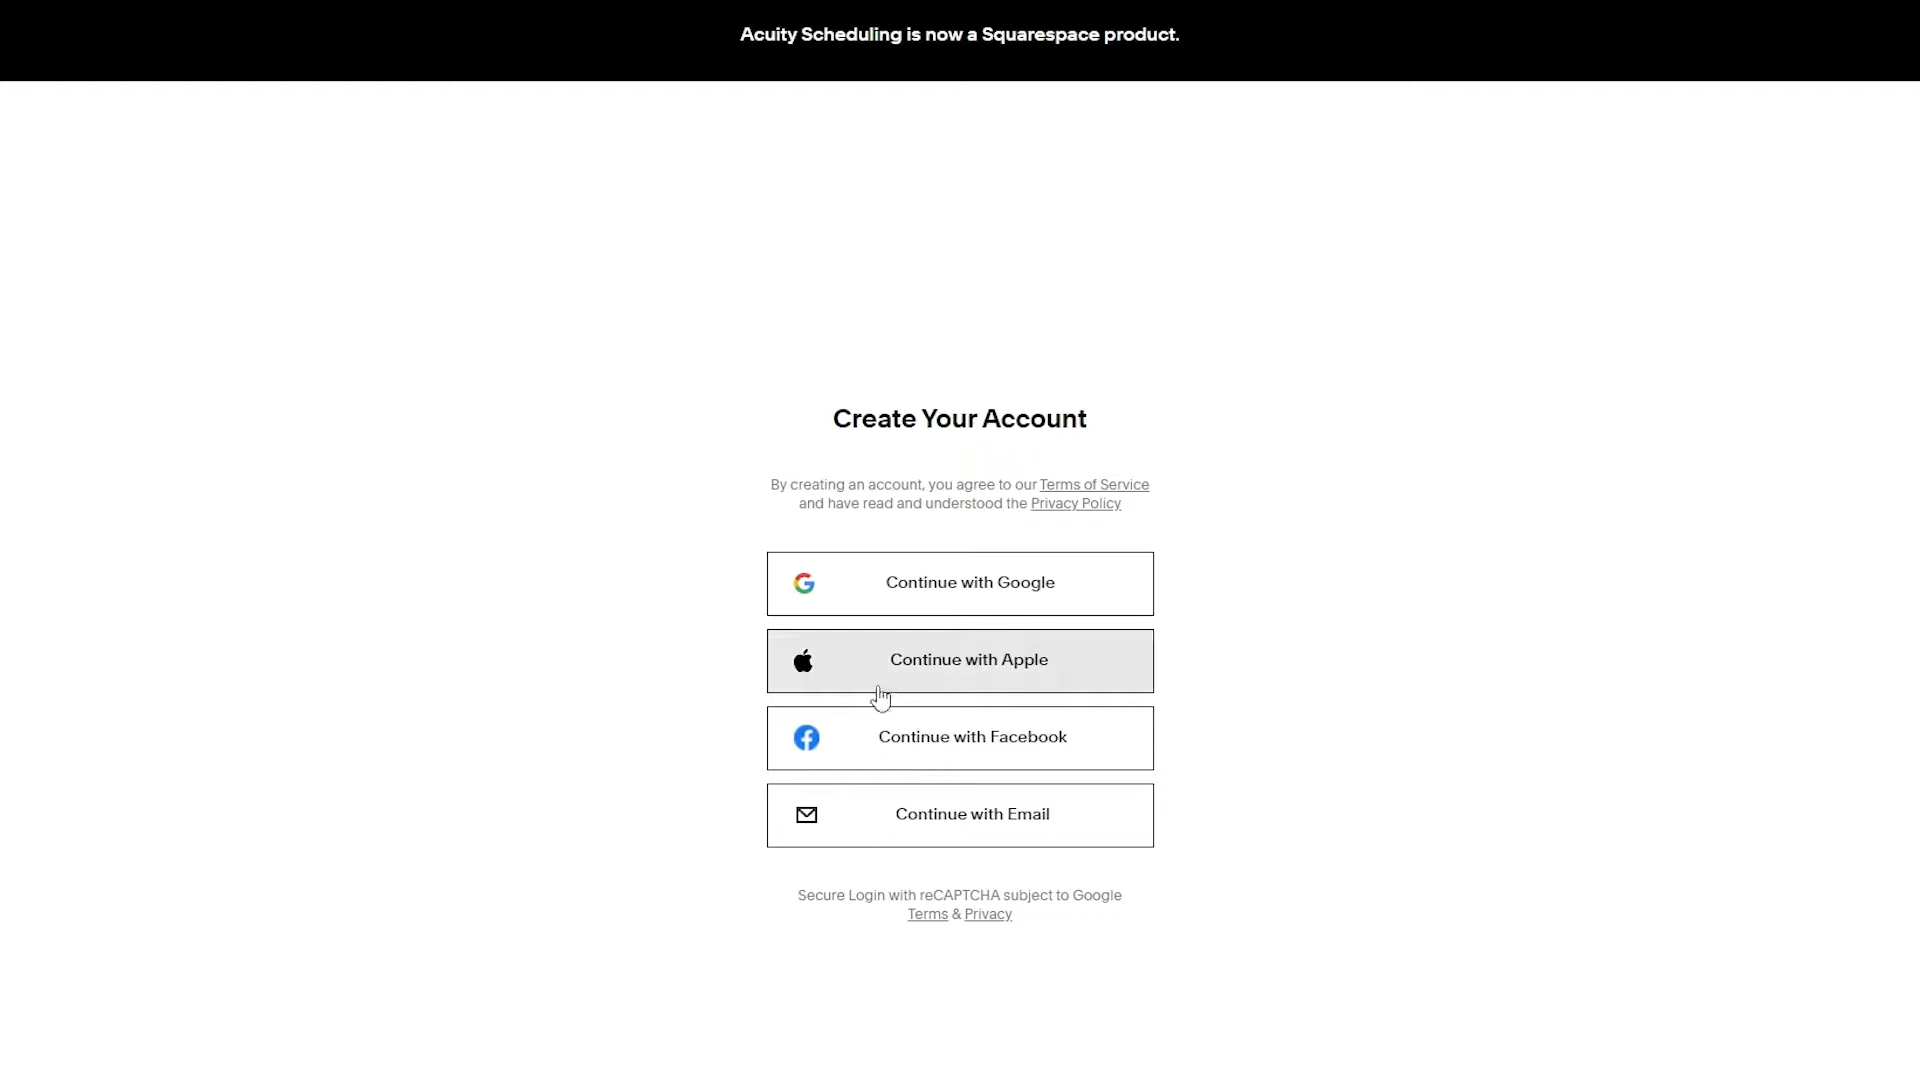 Acuity Scheduling is now a Squarespace product.
Create Your Account
By creating an account, you agree to our Terms of Service
and have read and understood the Privacy Policy
Continue with Google
Continue with Apple
Continue with Facebook
Continue with Email
Secure Login with reCAPTCHA subject to Google
Terms & Privacy